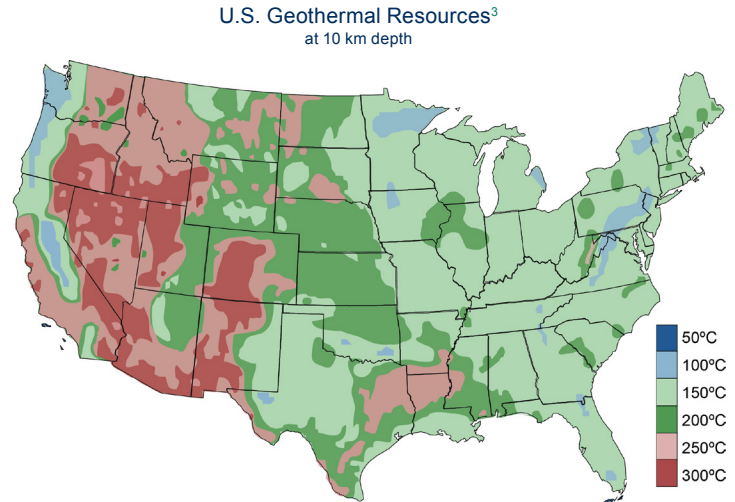 U.S. Geothermal Resources³
at 10 km depth
50ºC
100ºC
150ºC
200ºC
250ºC
300ºC